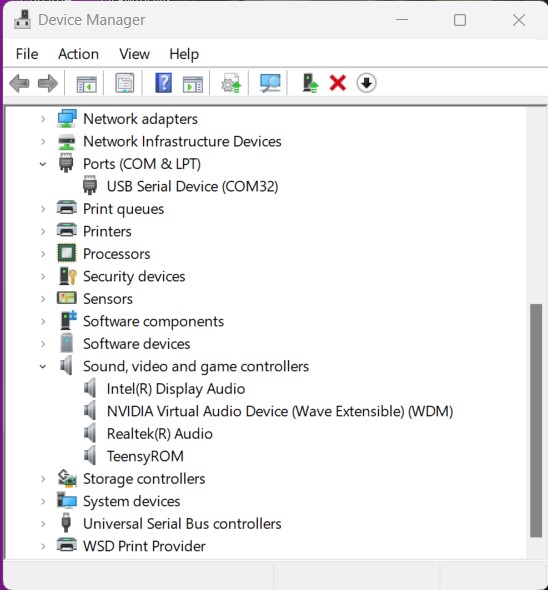 Device Manager
File Action View Help
Network adapters
Network Infrastructure Devices
Ports (COM & LPT)
USB Serial Device (COM32)
Print queues
Printers
Processors
Security devices
Sensors
Software components
Software devices
Sound, video and game controllers
Intel(R) Display Audio
NVIDIA Virtual Audio Device (Wave Extensible) (WDM)
Realtek(R) Audio
TeensyROM
Storage controllers
System devices
Universal Serial Bus controllers
WSD Print Provider